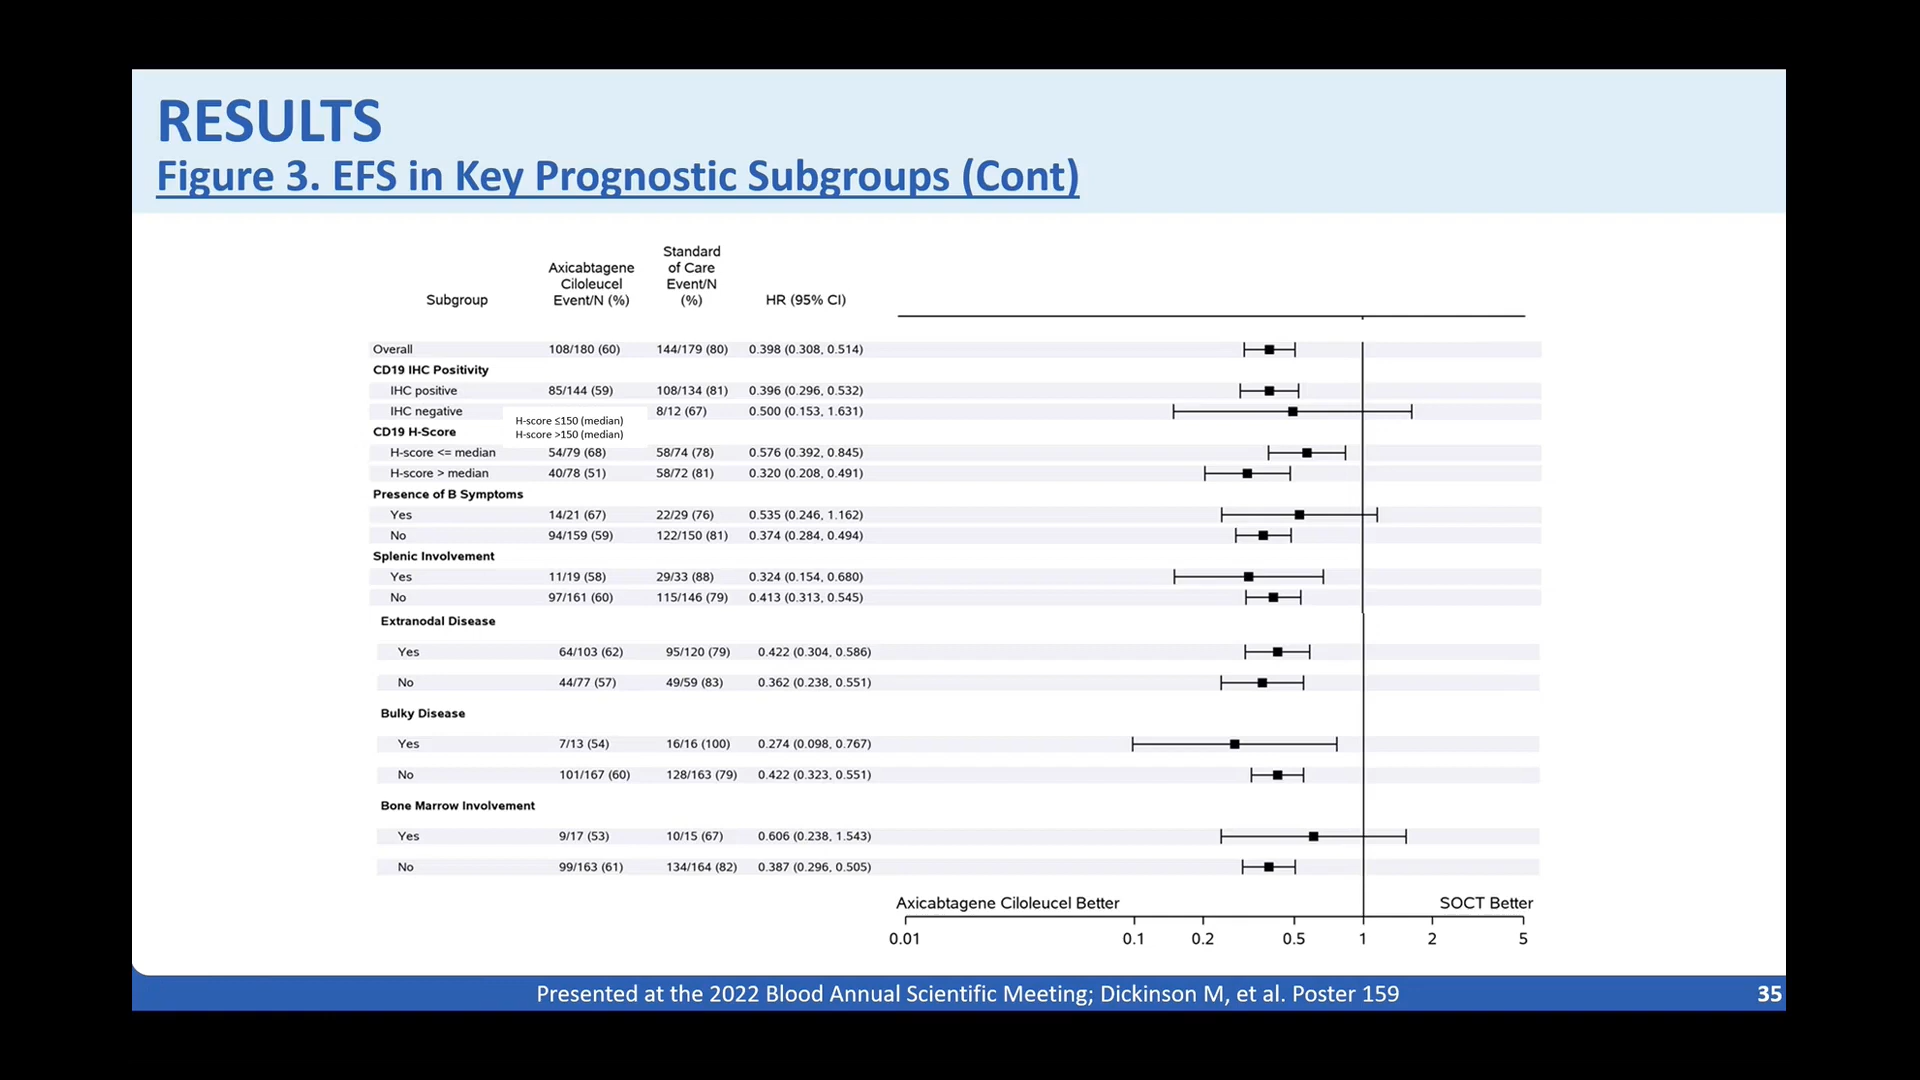 RESULTS
Figure 3. EFS in Key Prognostic Subgroups (Cont)
Subgroup
Axicabtagene
Ciloleucel
Event/N (%)
Standard
of Care
Event/N
(%)
HR (95% CI)
Overall 108/180 (60) 144/179 (80) 0.398 (0.308, 0.514)
CD19 IHC Positivity
IHC positive 85/144 (59) 108/134 (81) 0.396 (0.296, 0.532)
IHC negative 8/12 (67) 0.500 (0.153, 1.631)
H-score ≤150 (median)
H-score >150 (median)
CD19 H-Score
H-score <= median 54/79 (68) 58/74 (78) 0.576 (0.392, 0.845)
H-score > median 40/78 (51) 58/72 (81) 0.320 (0.208, 0.491)
Presence of B Symptoms
Yes 14/21 (67) 22/29 (76) 0.535 (0.246, 1.162)
No 94/159 (59) 122/150 (81) 0.374 (0.284, 0.494)
Splenic Involvement
Yes 11/19 (58) 29/33 (88) 0.324 (0.154, 0.680)
No 97/161 (60) 115/146 (79) 0.413 (0.313, 0.545)
Extranodal Disease
Yes 64/103 (62) 95/120 (79) 0.422 (0.304, 0.586)
No 44/77 (57) 49/59 (83) 0.362 (0.238, 0.551)
Bulky Disease
Yes 7/13 (54) 16/16 (100) 0.274 (0.098, 0.767)
No 101/167 (60) 128/163 (79) 0.422 (0.323, 0.551)
Bone Marrow Involvement
Yes 9/17 (53) 10/15 (67) 0.606 (0.238, 1.543)
No 99/163 (61) 134/164 (82) 0.387 (0.296, 0.505)
Axicabtagene Ciloleucel Better SOCT Better
0.01 0.1 0.2 0.5 1 2 5
Presented at the 2022 Blood Annual Scientific Meeting; Dickinson M, et al. Poster 159
35